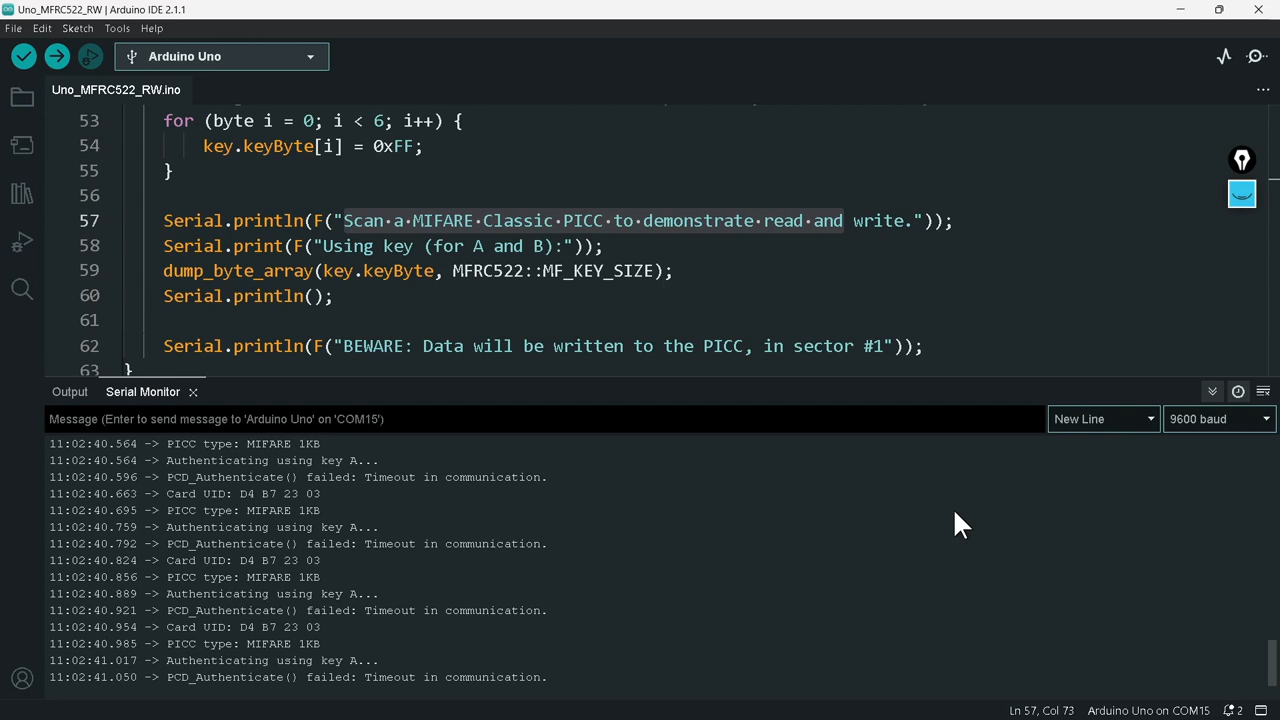 Uno_MFRC522_RW | Arduino IDE 2.1.1
File Edit Sketch Tools Help
Arduino Uno
Uno_MFRC522_RW.ino
53 for (byte i = 0; i < 6; i++) {
54 key.keyByte[i] = 0xFF;
55 }
56
57 Serial.println(F("Scan·a·MIFARE·Classic·PICC·to·demonstrate·read·and write."));
58 Serial.print(F("Using key (for A and B):"));
59 dump_byte_array(key.keyByte, MFRC522::MF_KEY_SIZE);
60 Serial.println();
61
62 Serial.println(F("BEWARE: Data will be written to the PICC, in sector #1"));
63 }
Output Serial Monitor
Message (Enter to send message to 'Arduino Uno' on 'COM15') New Line 9600 baud
11:02:40.564 -> PICC type: MIFARE 1KB
11:02:40.564 -> Authenticating using key A...
11:02:40.596 -> PCD_Authenticate() failed: Timeout in communication.
11:02:40.663 -> Card UID: D4 B7 23 03
11:02:40.695 -> PICC type: MIFARE 1KB
11:02:40.759 -> Authenticating using key A...
11:02:40.792 -> PCD_Authenticate() failed: Timeout in communication.
11:02:40.824 -> Card UID: D4 B7 23 03
11:02:40.856 -> PICC type: MIFARE 1KB
11:02:40.889 -> Authenticating using key A...
11:02:40.921 -> PCD_Authenticate() failed: Timeout in communication.
11:02:40.954 -> Card UID: D4 B7 23 03
11:02:40.985 -> PICC type: MIFARE 1KB
11:02:41.017 -> Authenticating using key A...
11:02:41.050 -> PCD_Authenticate() failed: Timeout in communication.
Ln 57, Col 73 Arduino Uno on COM15 2